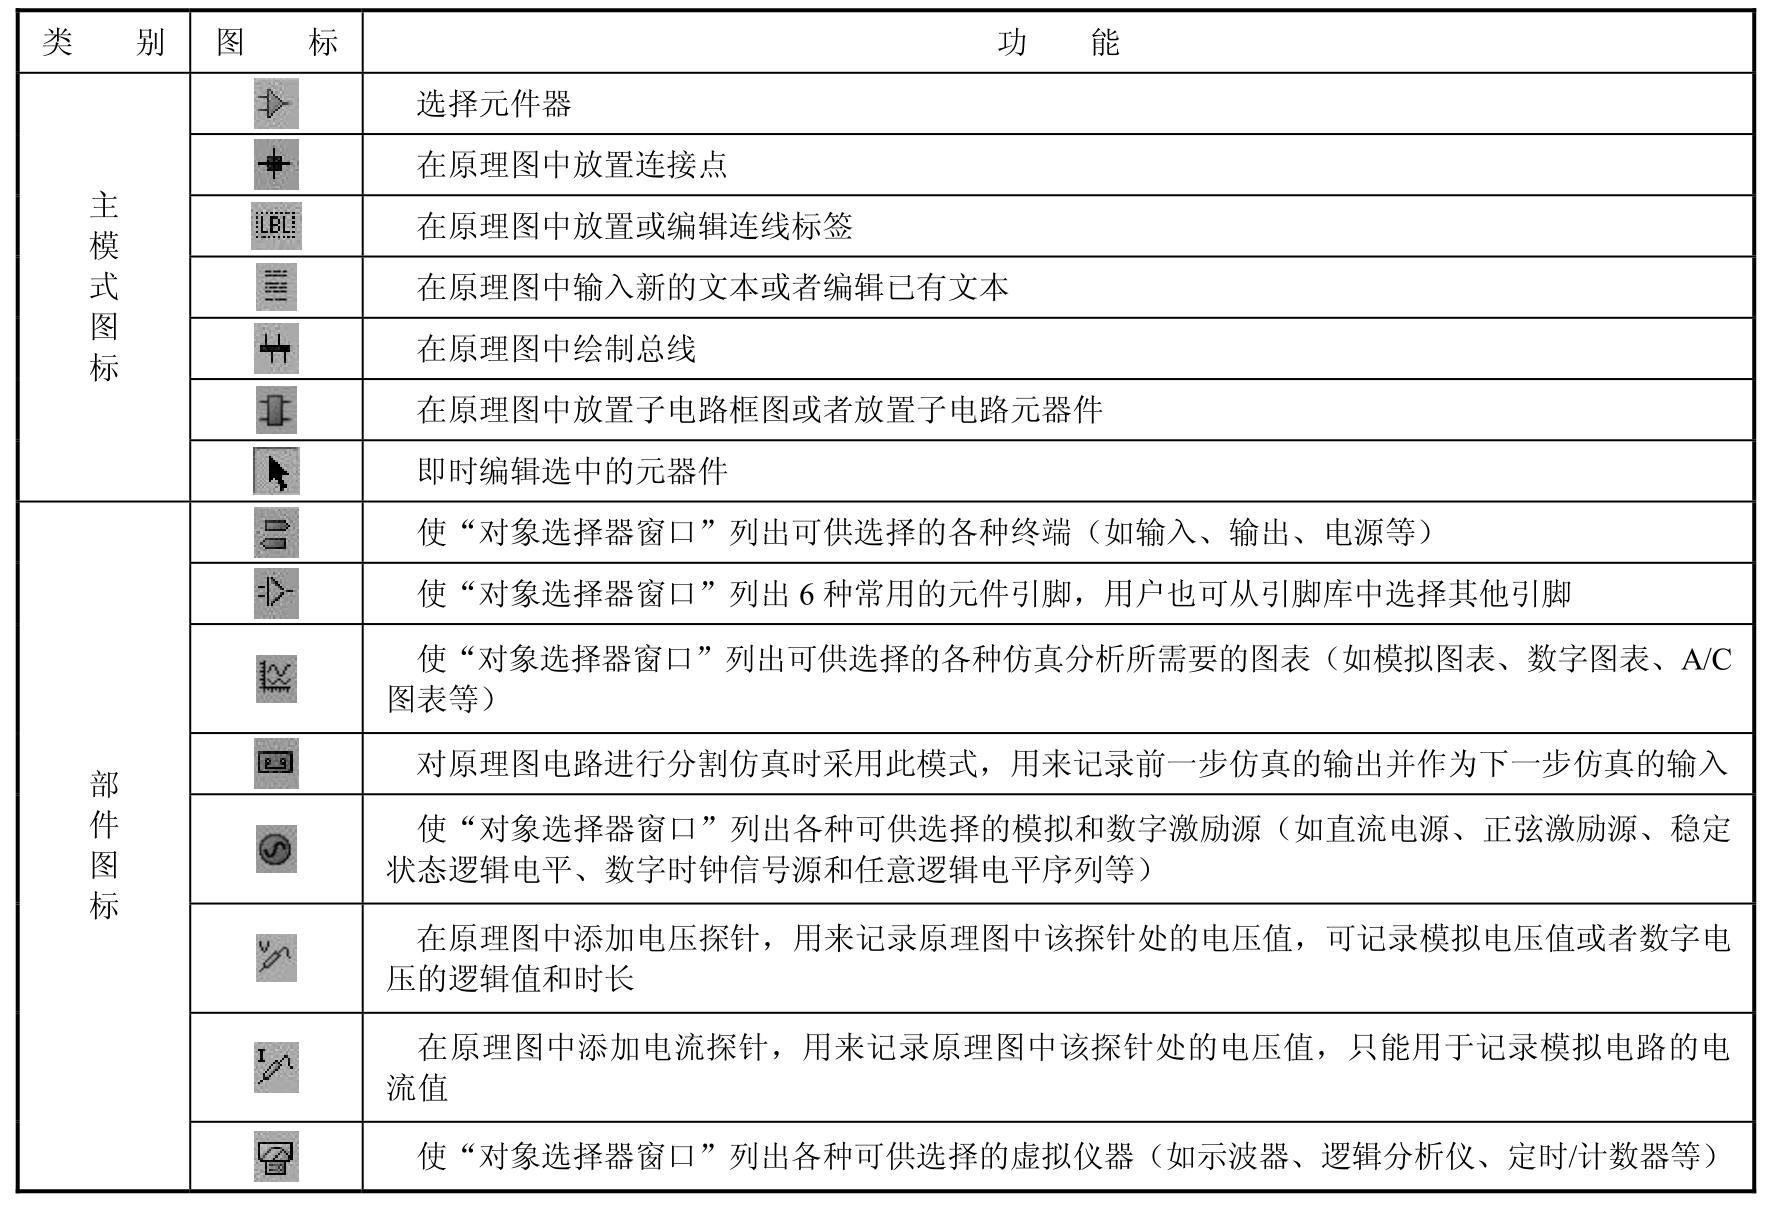 类 别 图 标 功 能
主模式图标
选择元件器
在原理图中放置连接点
LBL
在原理图中放置或编辑连线标签
在原理图中输入新的文本或者编辑已有文本
在原理图中绘制总线
在原理图中放置子电路框图或者放置子电路元器件
即时编辑选中的元器件
部件图标
使“对象选择器窗口”列出可供选择的各种终端（如输入、输出、电源等）
使“对象选择器窗口”列出 6 种常用的元件引脚，用户也可从引脚库中选择其他引脚
使“对象选择器窗口”列出可供选择的各种仿真分析所需要的图表（如模拟图表、数字图表、A/C
图表等）
对原理图电路进行分割仿真时采用此模式，用来记录前一步仿真的输出并作为下一步仿真的输入
使“对象选择器窗口”列出各种可供选择的模拟和数字激励源（如直流电源、正弦激励源、稳定
状态逻辑电平、数字时钟信号源和任意逻辑电平序列等）
V
在原理图中添加电压探针，用来记录原理图中该探针处的电压值，可记录模拟电压值或者数字电
压的逻辑值和时长
I
在原理图中添加电流探针，用来记录原理图中该探针处的电压值，只能用于记录模拟电路的电
流值
使“对象选择器窗口”列出各种可供选择的虚拟仪器（如示波器、逻辑分析仪、定时/计数器等）